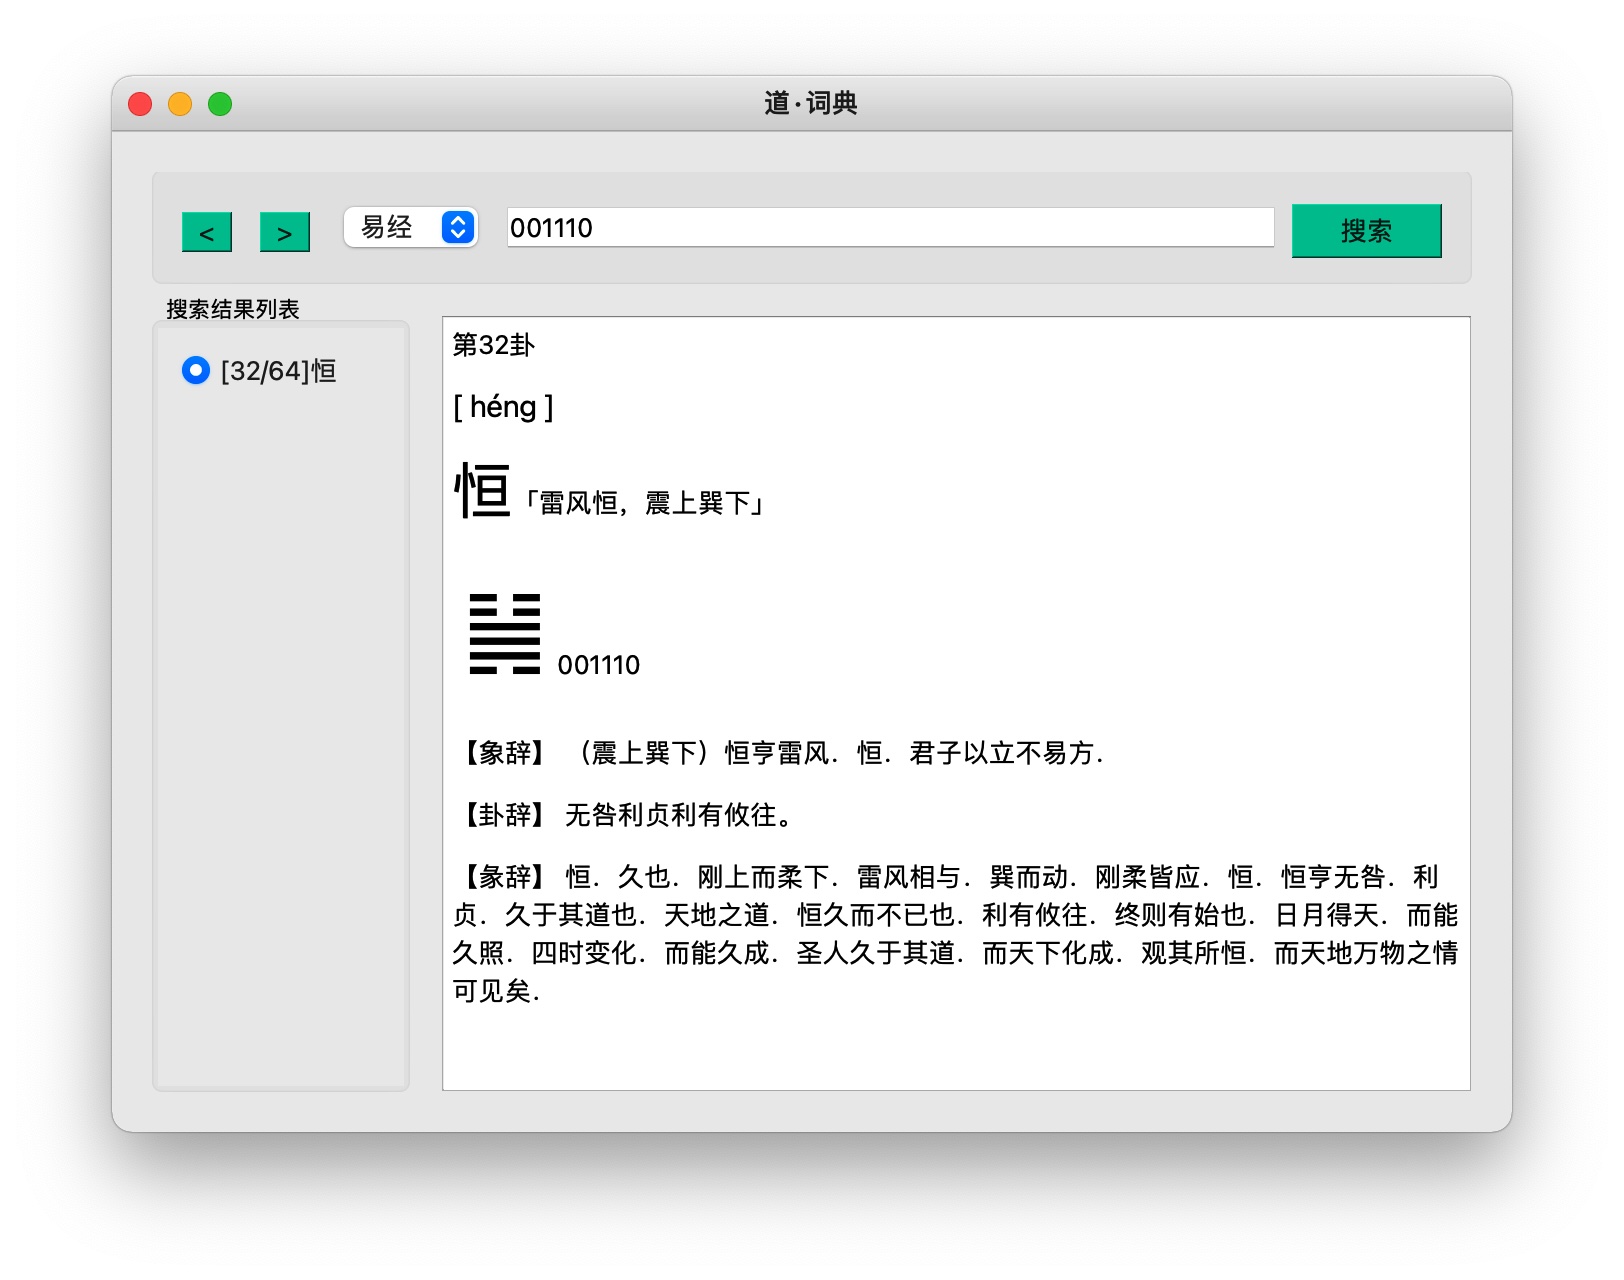 道·词典
< > 易经 001110 搜索
搜索结果列表
[32/64]恒
第32卦
[ héng ]
恒「雷风恒，震上巽下」
001110
【象辞】 （震上巽下）恒亨雷风．恒．君子以立不易方．
【卦辞】 无咎利贞利有攸往。
【彖辞】 恒．久也．刚上而柔下．雷风相与．巽而动．刚柔皆应．恒．恒亨无咎．利
贞．久于其道也．天地之道．恒久而不已也．利有攸往．终则有始也．日月得天．而能
久照．四时变化．而能久成．圣人久于其道．而天下化成．观其所恒．而天地万物之情
可见矣．